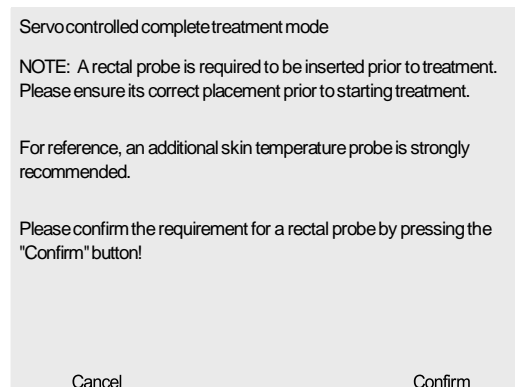 Servo controlled complete treatment mode
NOTE: A rectal probe is required to be inserted prior to treatment.
Please ensure its correct placement prior to starting treatment.
For reference, an additional skin temperature probe is strongly
recommended.
Please confirm the requirement for a rectal probe by pressing the
"Confirm" button!
Cancel Confirm